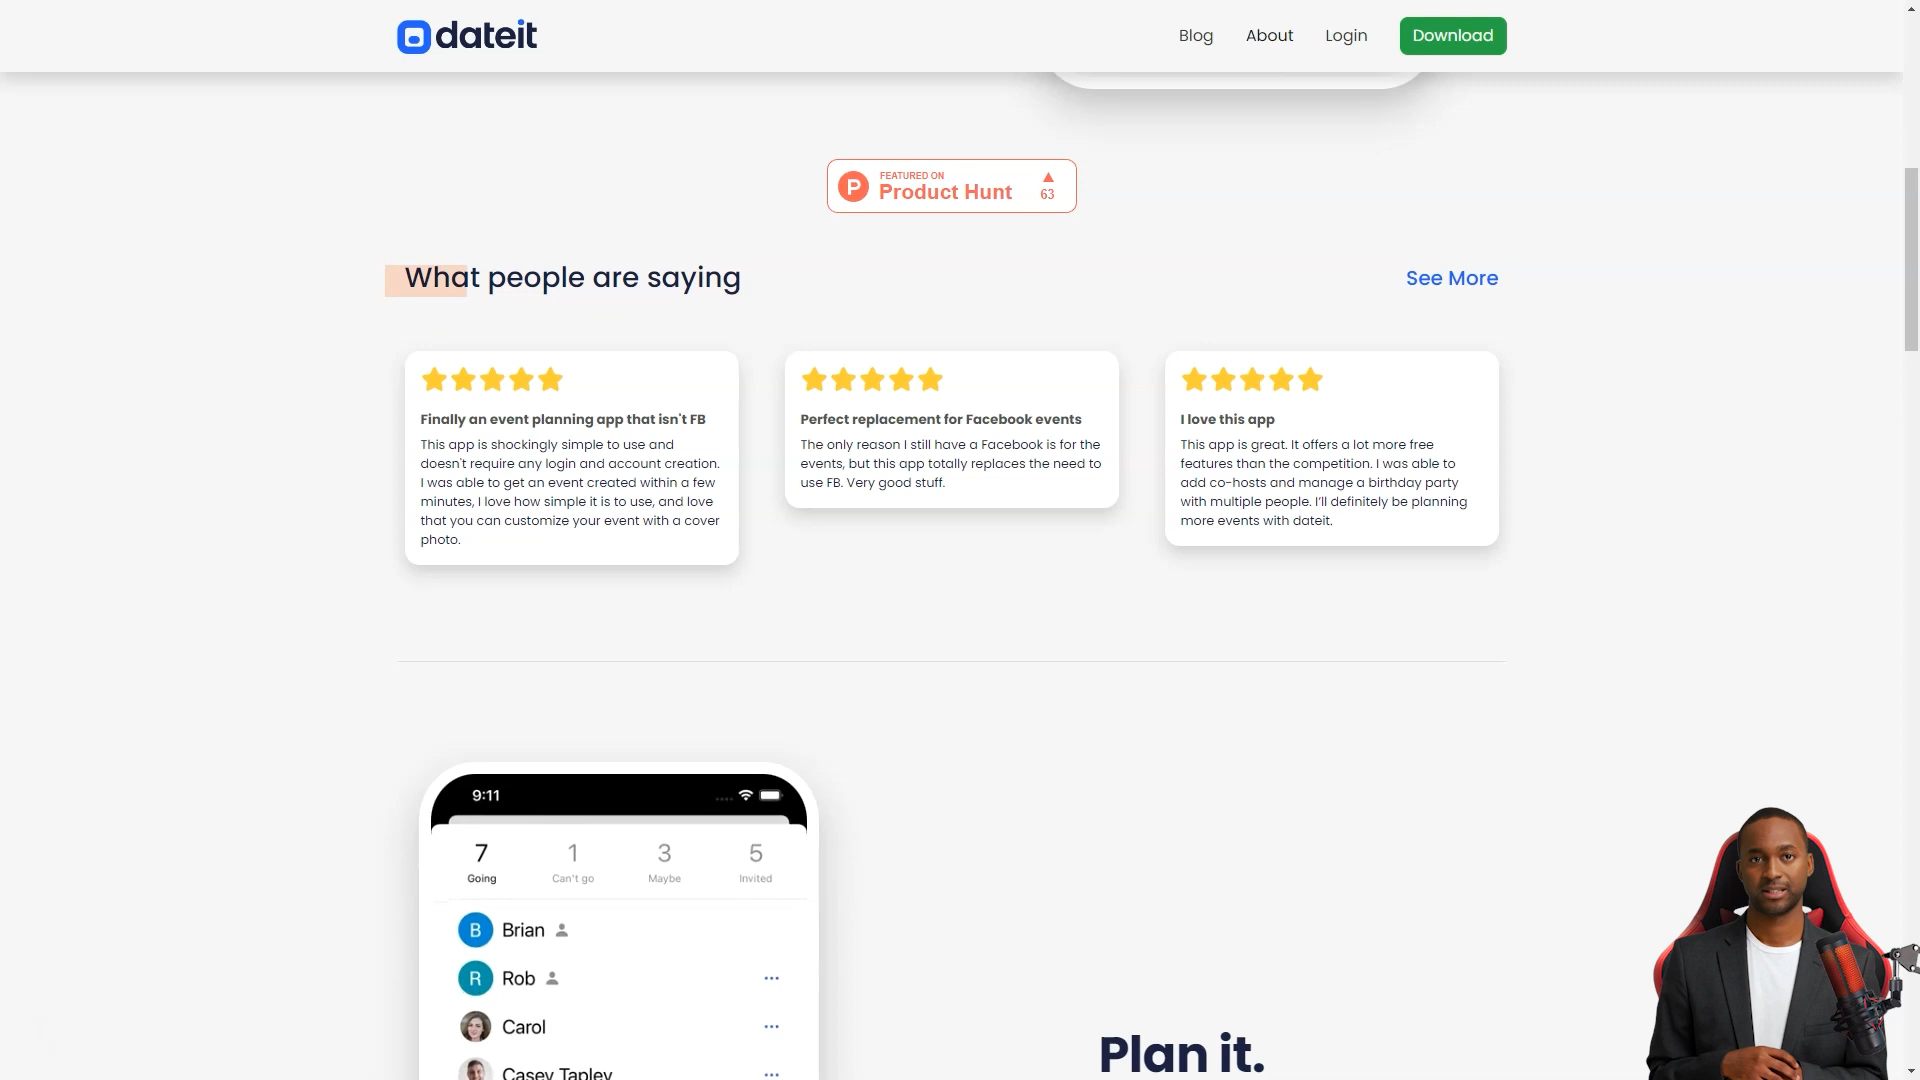 dateit
Blog
About
Login
Download
FEATURED ON
Product Hunt
63
What people are saying
See More
Finally an event planning app that isn't FB
This app is shockingly simple to use and
doesn't require any login and account creation.
I was able to get an event created within a few
minutes, I love how simple it is to use, and love
that you can customize your event with a cover
photo.
Perfect replacement for Facebook events
The only reason I still have a Facebook is for the
events, but this app totally replaces the need to
use FB. Very good stuff.
I love this app
This app is great. It offers a lot more free
features than the competition. I was able to
add co-hosts and manage a birthday party
with multiple people. I’ll definitely be planning
more events with dateit.
9:11
7
1
3
5
Going
Can't go
Maybe
Invited
B
Brian
R
Rob
Carol
Casey Tapley
Plan it.